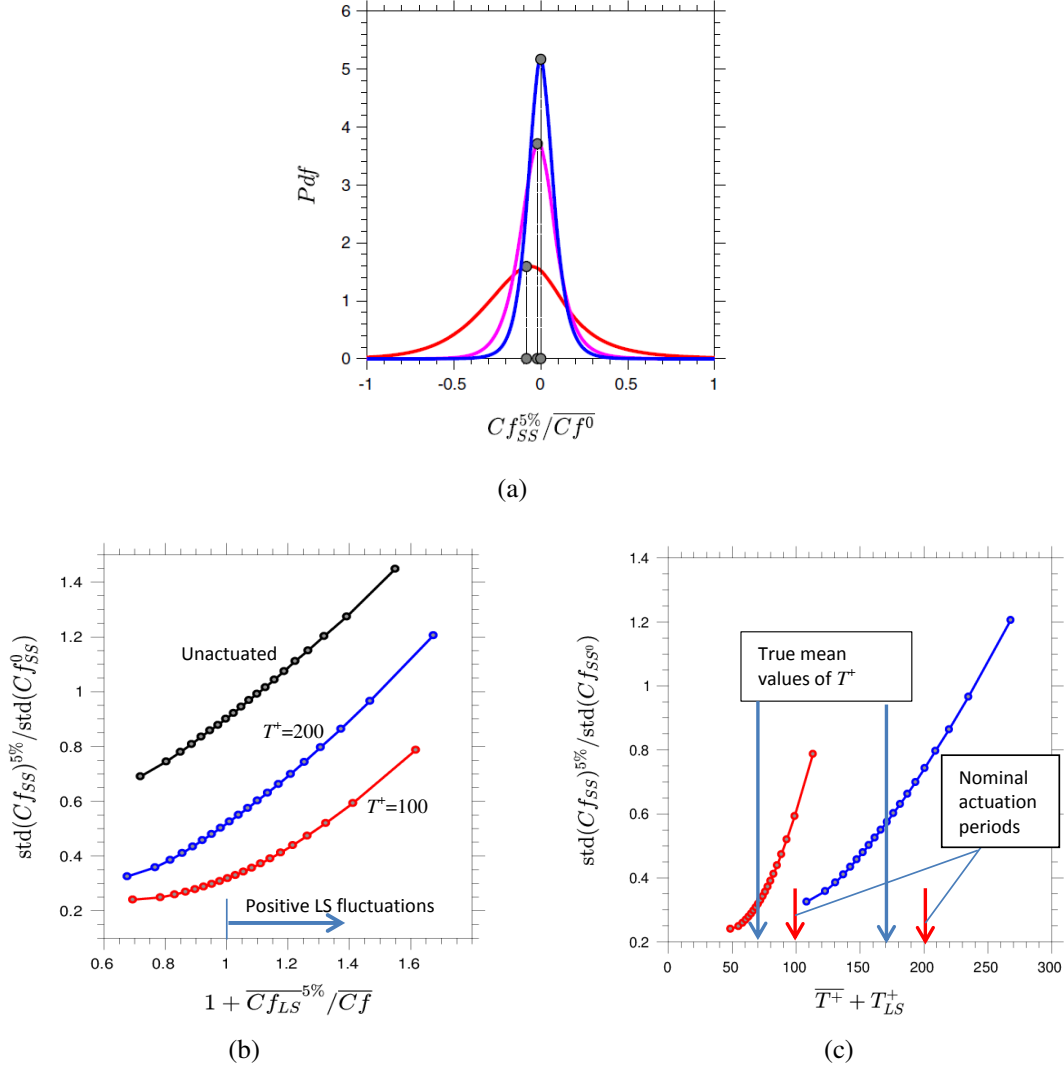 6
5
4
3
2
1
0
Pdf
-1 -0.5 0 0.5 1
Cf_{SS}^{5%}/\overline{Cf^0}
(a)
1.4
1.2
1.0
0.8
0.6
0.4
0.2
std(Cf_{SS})^{5%}/std(Cf_{SS}^0)
Unactuated
T⁺=200
T⁺=100
Positive LS fluctuations
0.6 0.8 1 1.2 1.4 1.6
1 + \overline{Cf_{LS}}^{5%}/\overline{Cf}
(b)
1.4
1.2
1
0.8
0.6
0.4
0.2
std(Cf_{SS})^{5%}/std(Cf_{SS^0})
True mean
values of T⁺
Nominal
actuation
periods
0 50 100 150 200 250 300
\overline{T^+} + T_{LS}^+
(c)